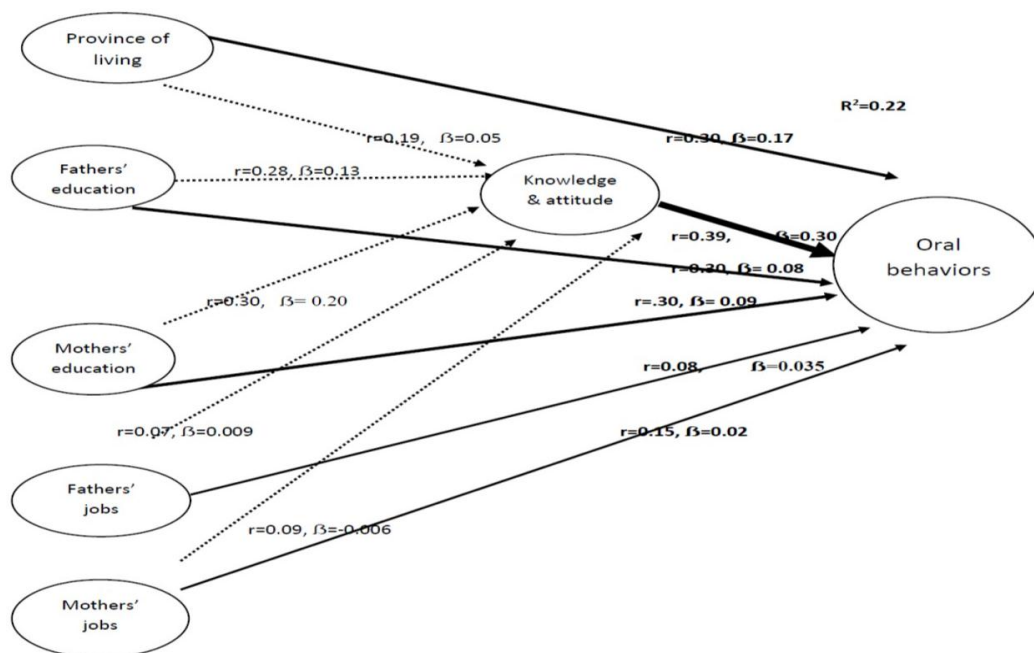 Province of
living
R²=0.22
r=0.19, ß=0.05
r=0.30, ß=0.17
Fathers'
education
r=0.28, ß=0.13
Knowledge
& attitude
r=0.39, ß=0.30
Oral
behaviors
r=0.30, ß= 0.08
r=0.30, ß= 0.20
r=.30, ß= 0.09
Mothers'
education
r=0.08, ß=0.035
r=0.07, ß=0.009
r=0.15, ß=0.02
Fathers'
jobs
r=0.09, ß=-0.006
Mothers'
jobs